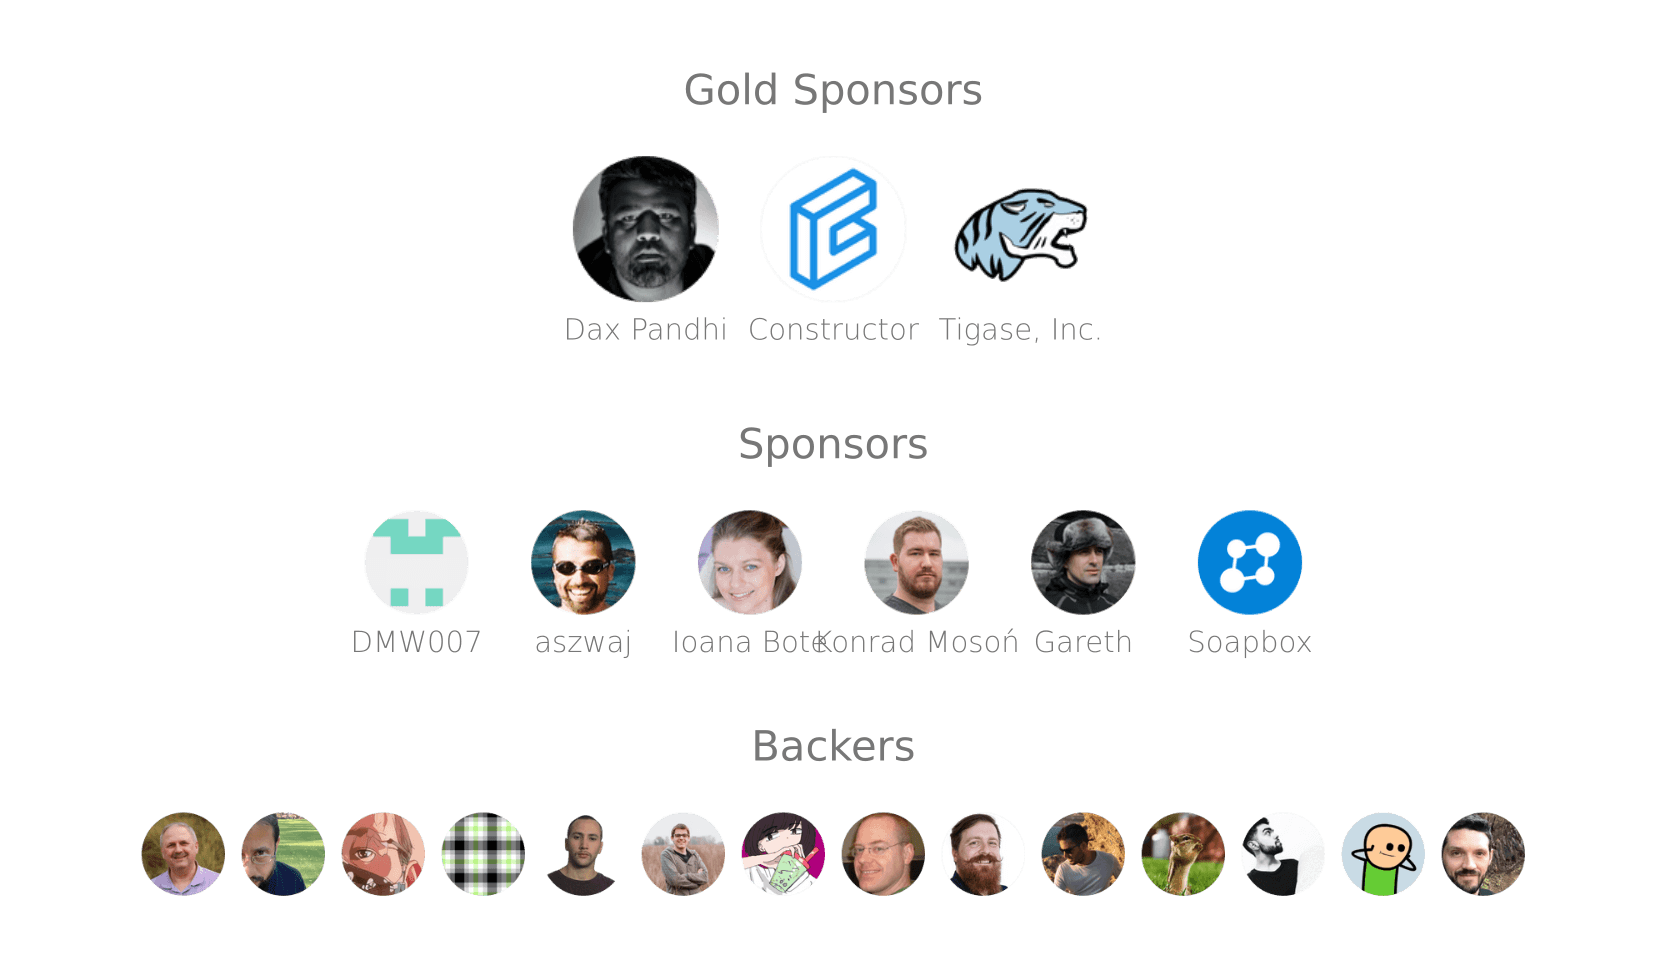 Gold Sponsors
Dax Pandhi Constructor Tigase, Inc.
Sponsors
DMW007 aszwaj Ioana Bote Konrad Mosoń Gareth Soapbox
Backers